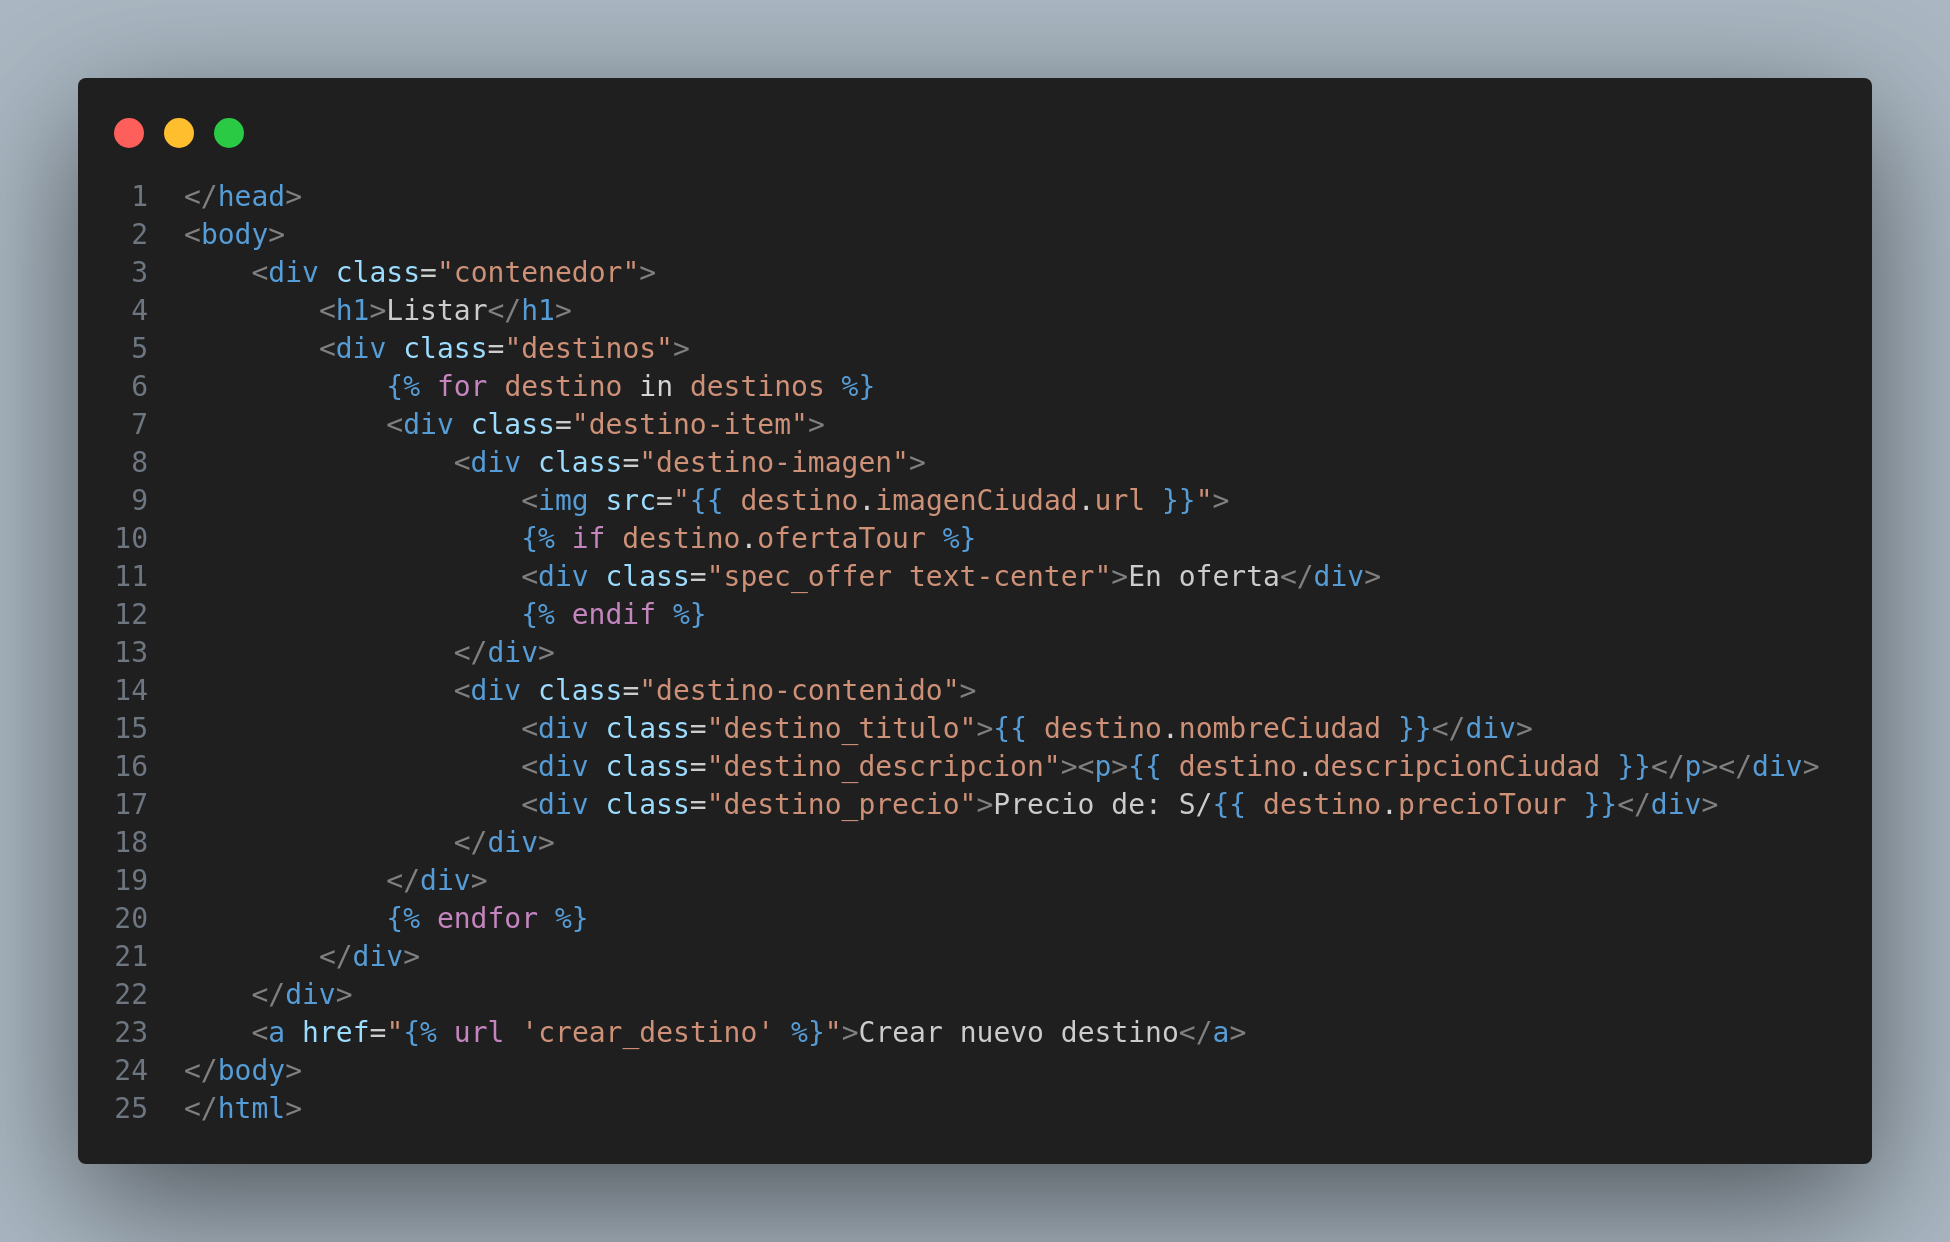 1 </head>
2 <body>
3     <div class="contenedor">
4         <h1>Listar</h1>
5         <div class="destinos">
6             {% for destino in destinos %}
7             <div class="destino-item">
8                 <div class="destino-imagen">
9                     <img src="{{ destino.imagenCiudad.url }}">
10                     {% if destino.ofertaTour %}
11                     <div class="spec_offer text-center">En oferta</div>
12                     {% endif %}
13                 </div>
14                 <div class="destino-contenido">
15                     <div class="destino_titulo">{{ destino.nombreCiudad }}</div>
16                     <div class="destino_descripcion"><p>{{ destino.descripcionCiudad }}</p></div>
17                     <div class="destino_precio">Precio de: S/{{ destino.precioTour }}</div>
18                 </div>
19             </div>
20             {% endfor %}
21         </div>
22     </div>
23     <a href="{% url 'crear_destino' %}">Crear nuevo destino</a>
24 </body>
25 </html>